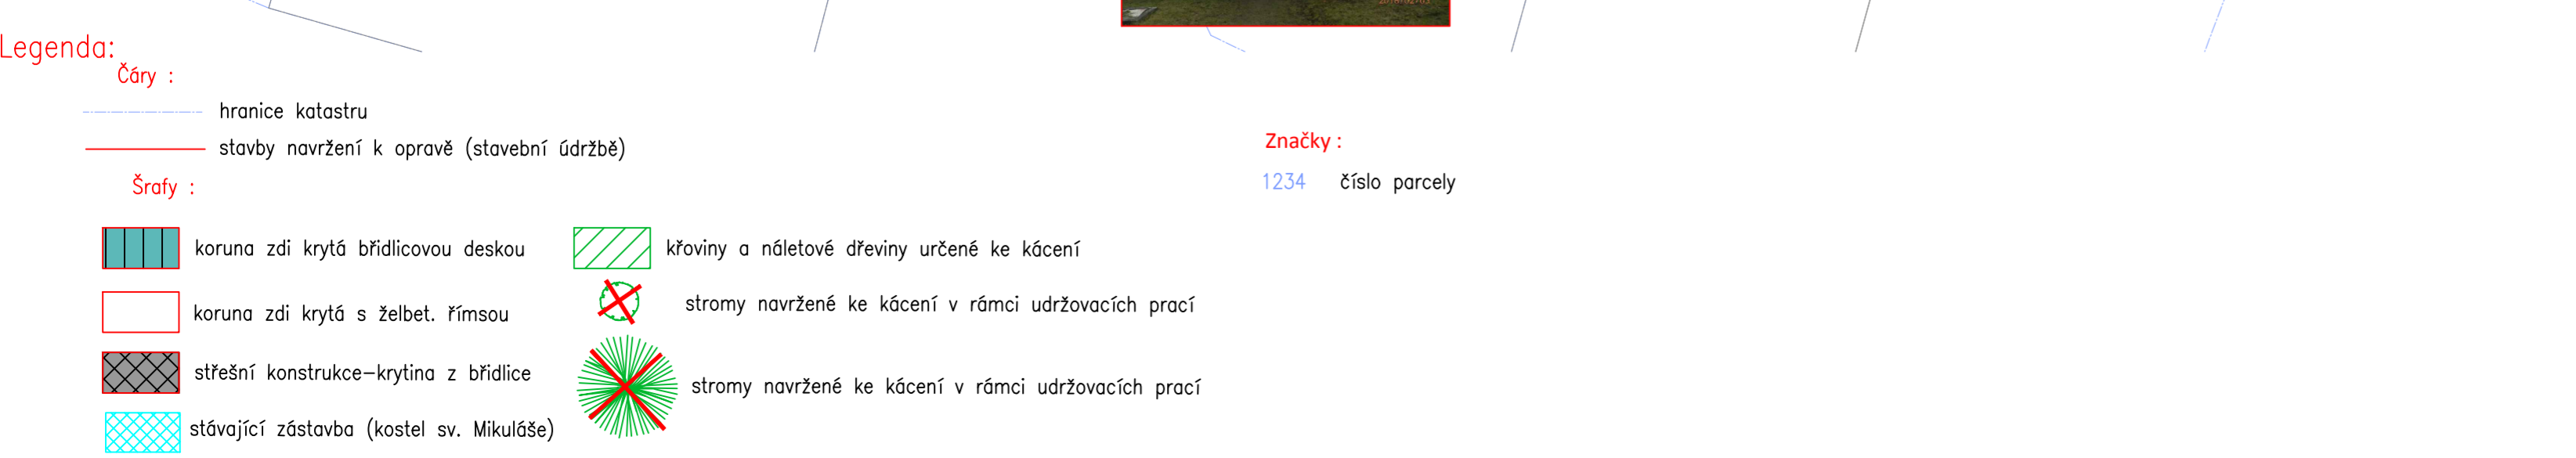 Legenda:
Čáry :
hranice katastru
stavby navržení k opravě (stavební údržbě)
Šrafy :
koruna zdi krytá břidlicovou deskou
koruna zdi krytá s želbet. římsou
střešní konstrukce-krytina z břidlice
stávající zástavba (kostel sv. Mikuláše)
křoviny a náletové dřeviny určené ke kácení
stromy navržené ke kácení v rámci udržovacích prací
stromy navržené ke kácení v rámci udržovacích prací
Značky :
1234 číslo parcely